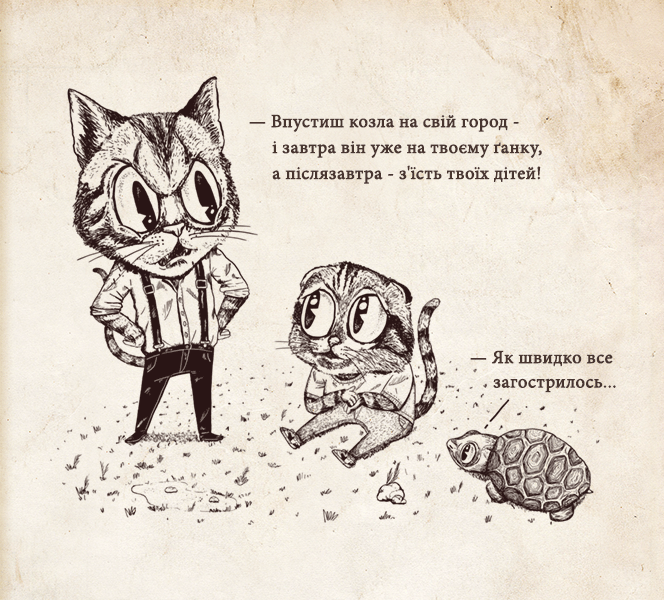 — Впустиш козла на свій город -
і завтра він уже на твоєму ґанку,
а післязавтра - з'їсть твоїх дітей!
— Як швидко все
загострилось...